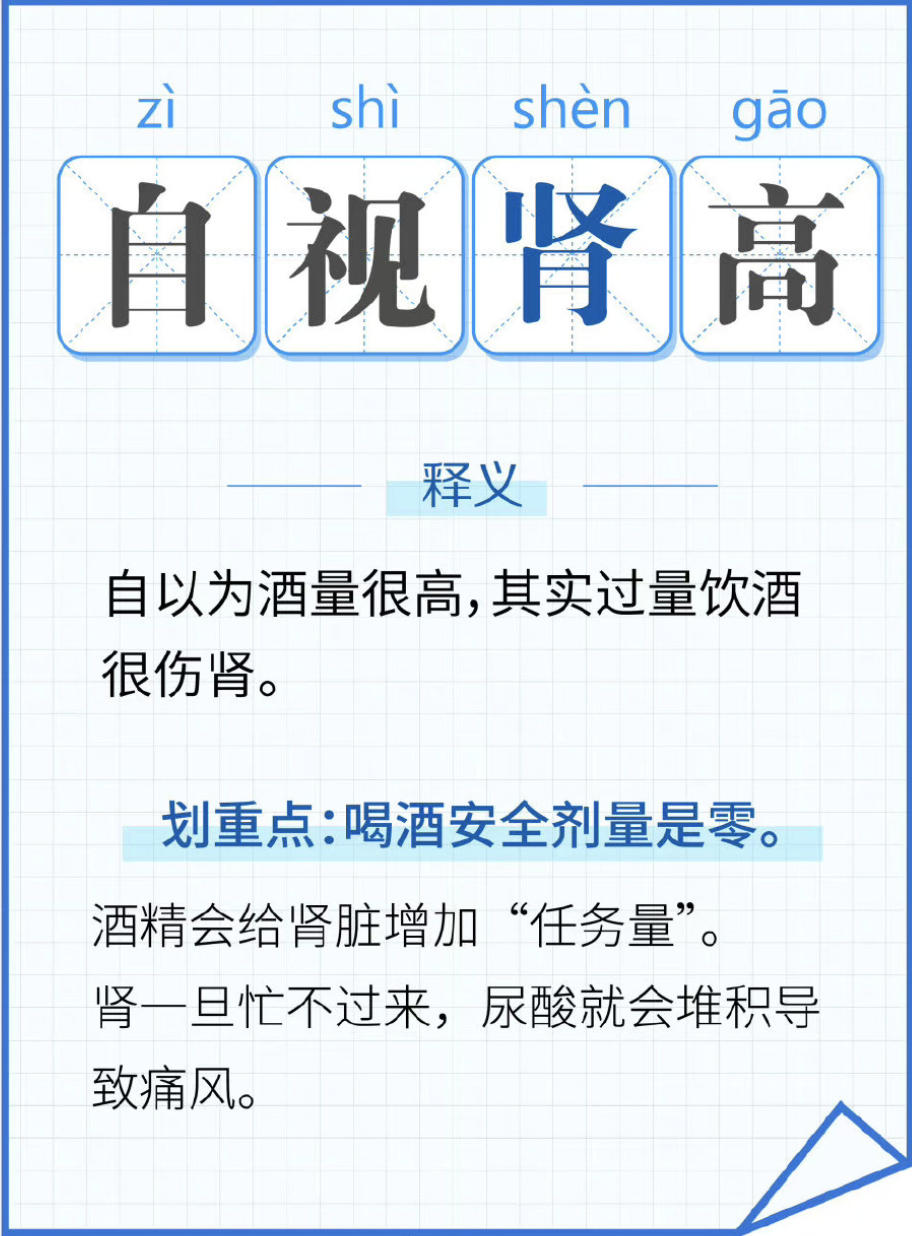 zì shì shèn gāo
自视肾高
释义
自以为酒量很高，其实过量饮酒
很伤肾。
划重点：喝酒安全剂量是零。
酒精会给肾脏增加“任务量”。
肾一旦忙不过来，尿酸就会堆积导
致痛风。